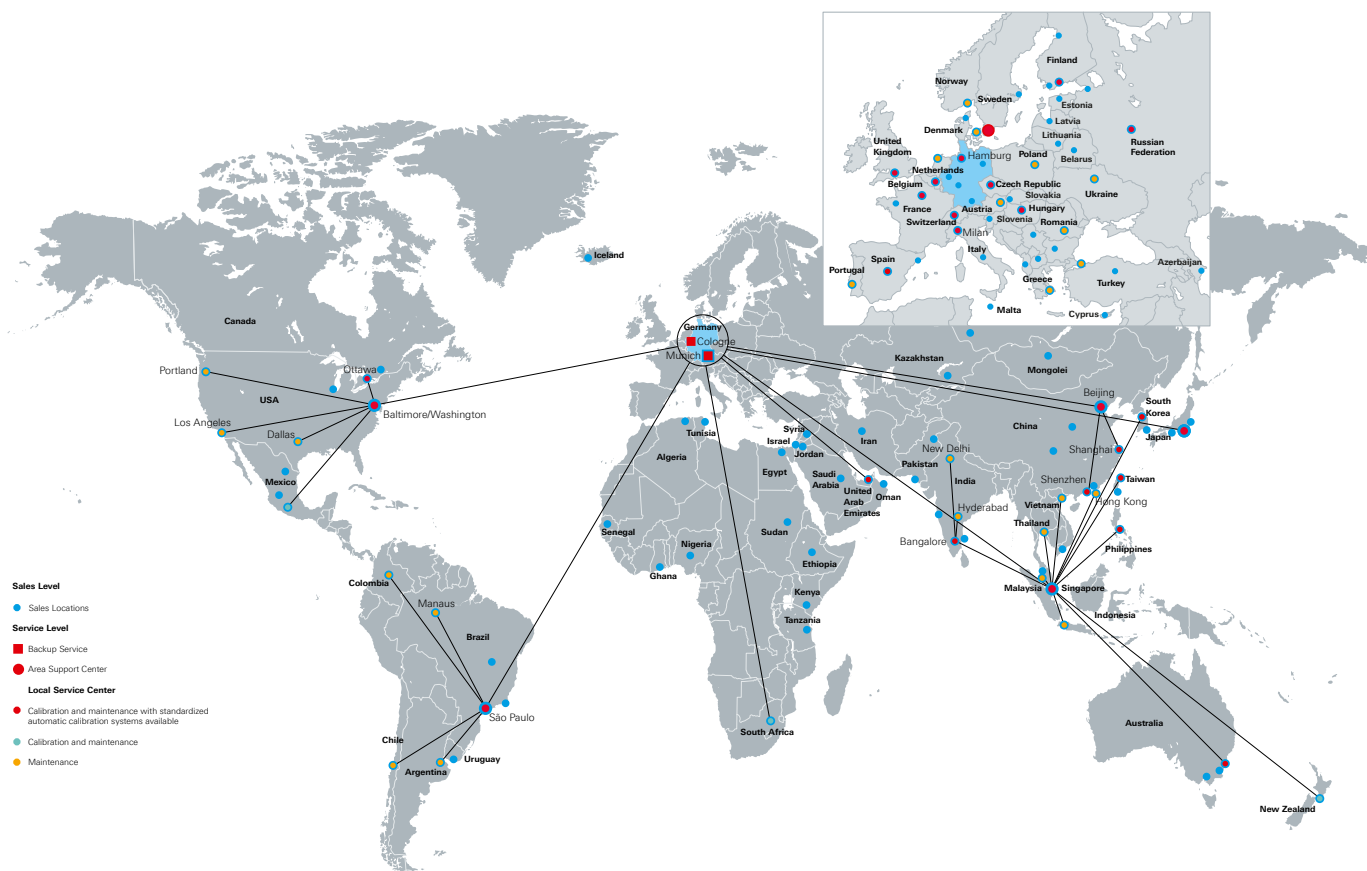 Finland
Norway
Sweden
Estonia
Latvia
Denmark
Lithuania
Russian
Federation
United
Kingdom
Hamburg
Poland
Belarus
Netherlands
Belgium
Czech Republic
Ukraine
Slovakia
France
Austria
Hungary
Switzerland
Slovenia
Romania
Milan
Italy
Spain
Portugal
Azerbaijan
Greece
Turkey
Malta
Cyprus
Iceland
Canada
Germany
Cologne
Munich
Kazakhstan
Mongolei
Portland
Ottawa
USA
Baltimore/Washington
Los Angeles
Dallas
Mexico
Beijing
South
Korea
China
Japan
Shanghai
Tunisia
Algeria
Syria
Israel
Jordan
Iran
Egypt
Saudi
Arabia
United
Arab
Emirates
Oman
New Delhi
Pakistan
India
Shenzhen
Taiwan
Hong Kong
Vietnam
Hyderabad
Thailand
Bangalore
Philippines
Senegal
Nigeria
Sudan
Ghana
Ethiopia
Kenya
Tanzania
Malaysia
Singapore
Indonesia
Colombia
Manaus
Brazil
São Paulo
Chile
Argentina
Uruguay
South Africa
Australia
New Zealand
Sales Level
Sales Locations
Service Level
Backup Service
Area Support Center
Local Service Center
Calibration and maintenance with standardized
automatic calibration systems available
Calibration and maintenance
Maintenance